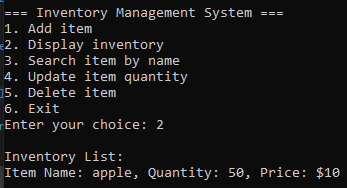 === Inventory Management System ===
1. Add item
2. Display inventory
3. Search item by name
4. Update item quantity
5. Delete item
6. Exit
Enter your choice: 2
Inventory List:
Item Name: apple, Quantity: 50, Price: $10